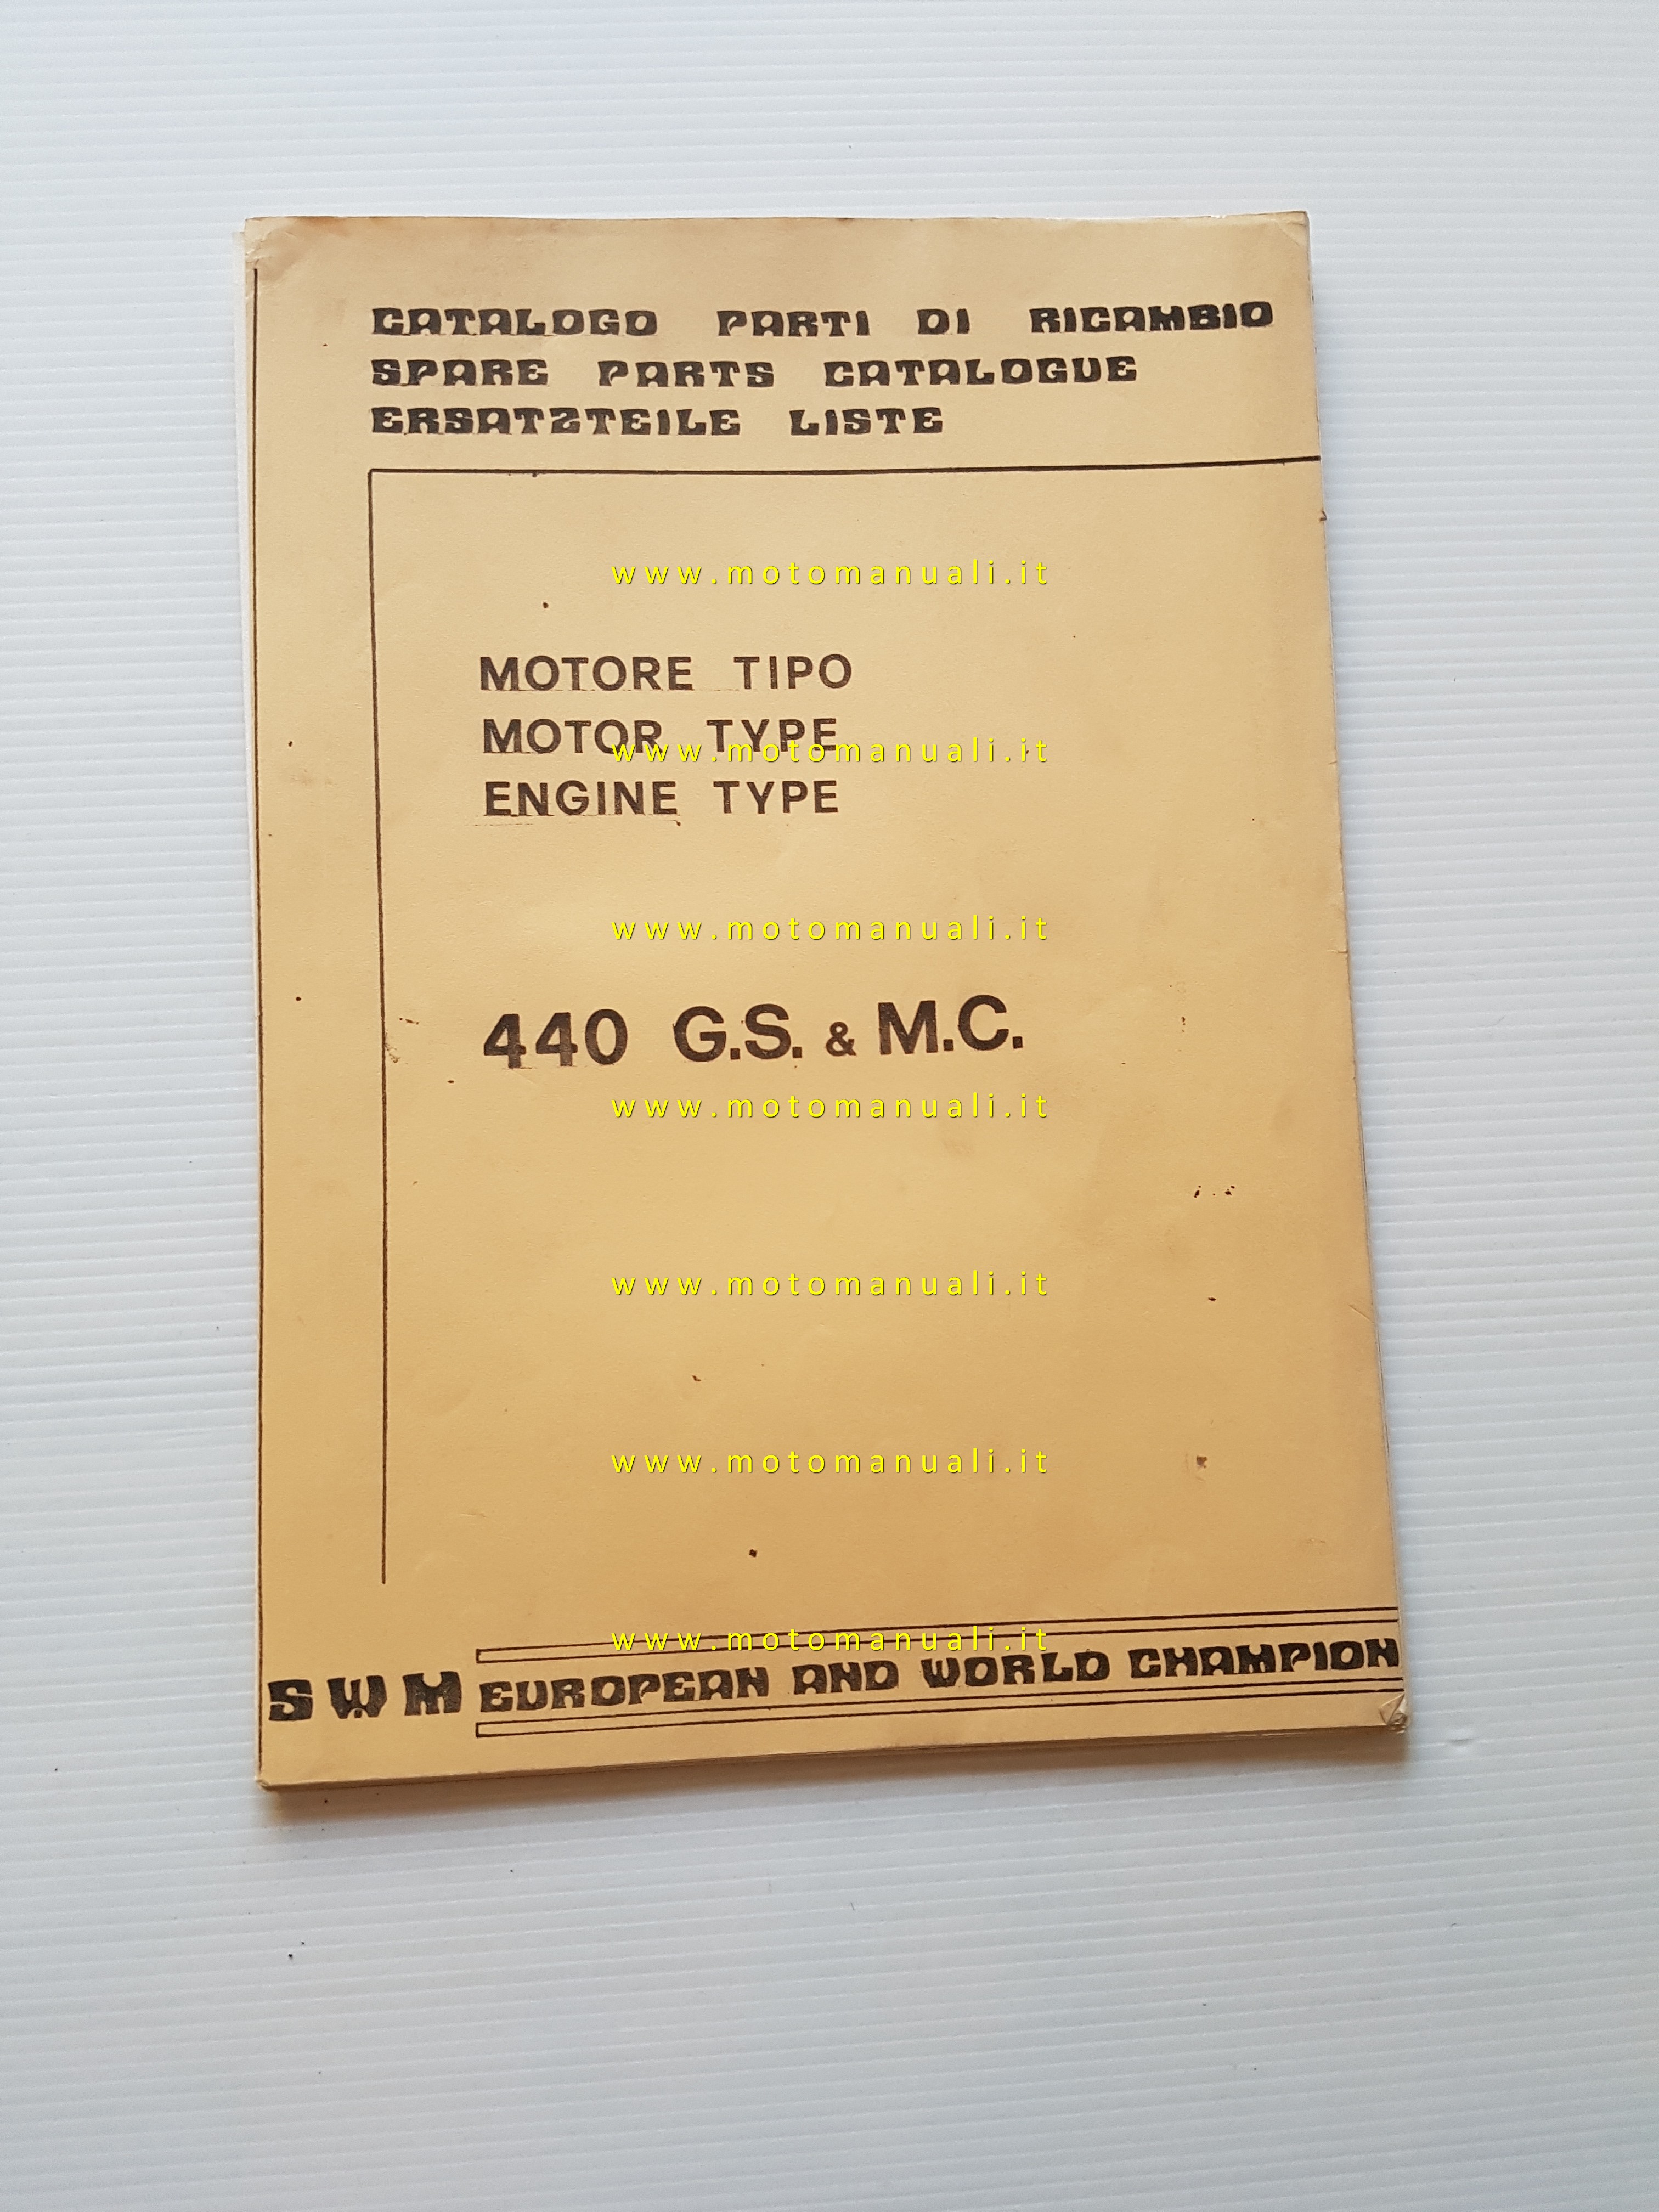 CATALOGO PARTI DI RICAMBIO
SPARE PARTS CATALOGUE
ERSATZTEILE LISTE
www.motomanuali.it
MOTORE TIPO
MOTOR TYPE
www.motomanuali.it
ENGINE TYPE
www.motomanuali.it
440 G.S. & M.C.
www.motomanuali.it
www.motomanuali.it
www.motomanuali.it
www.motomanuali.it
SWM EUROPEAN AND WORLD CHAMPION